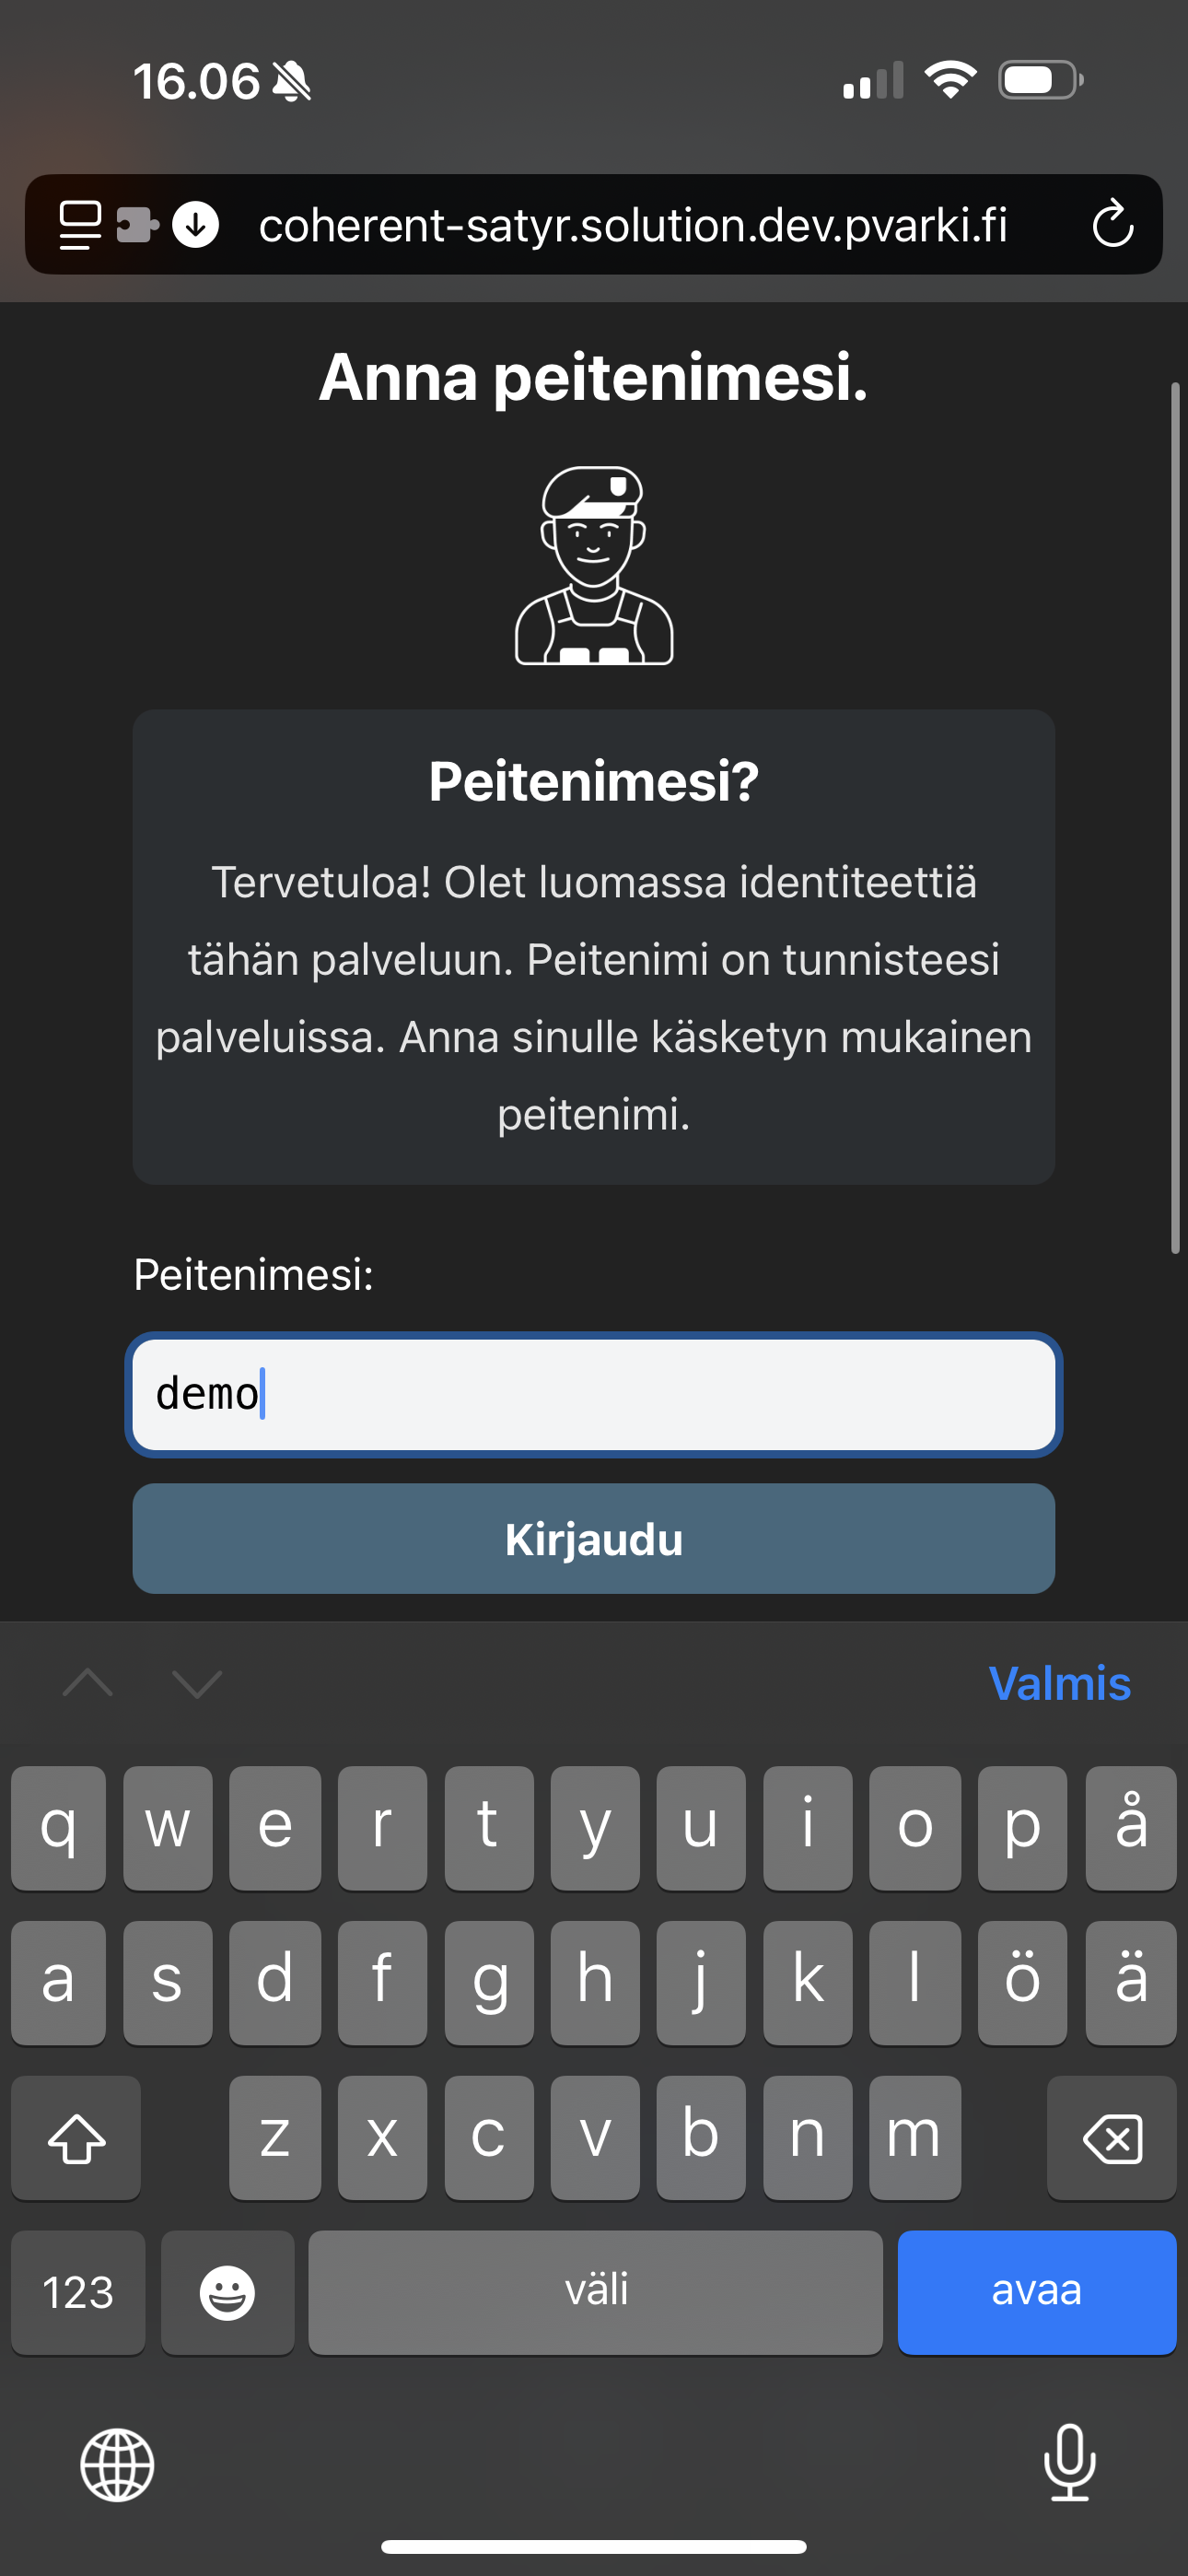 16.06
coherent-satyr.solution.dev.pvarki.fi
Anna peitenimesi.
Peitenimesi?
Tervetuloa! Olet luomassa identiteettiä
tähän palveluun. Peitenimi on tunnisteesi
palveluissa. Anna sinulle käsketyn mukainen
peitenimi.
Peitenimesi:
demo
Kirjaudu
Valmis
q w e r t y u i o p å
a s d f g h j k l ö ä
z x c v b n m
123 väli avaa